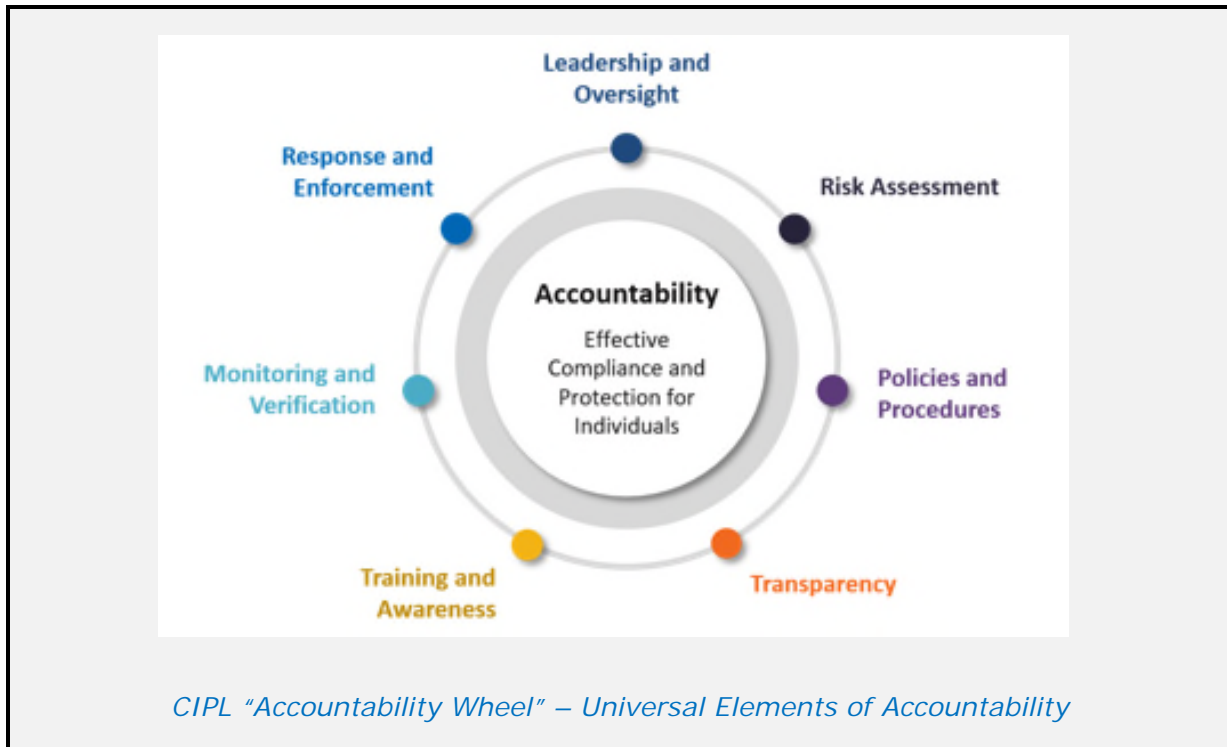 Leadership and
Oversight
Response and
Enforcement
Risk Assessment
Accountability
Effective
Compliance and
Protection for
Individuals
Monitoring and
Verification
Policies and
Procedures
Training and
Awareness
Transparency
CIPL “Accountability Wheel” – Universal Elements of Accountability